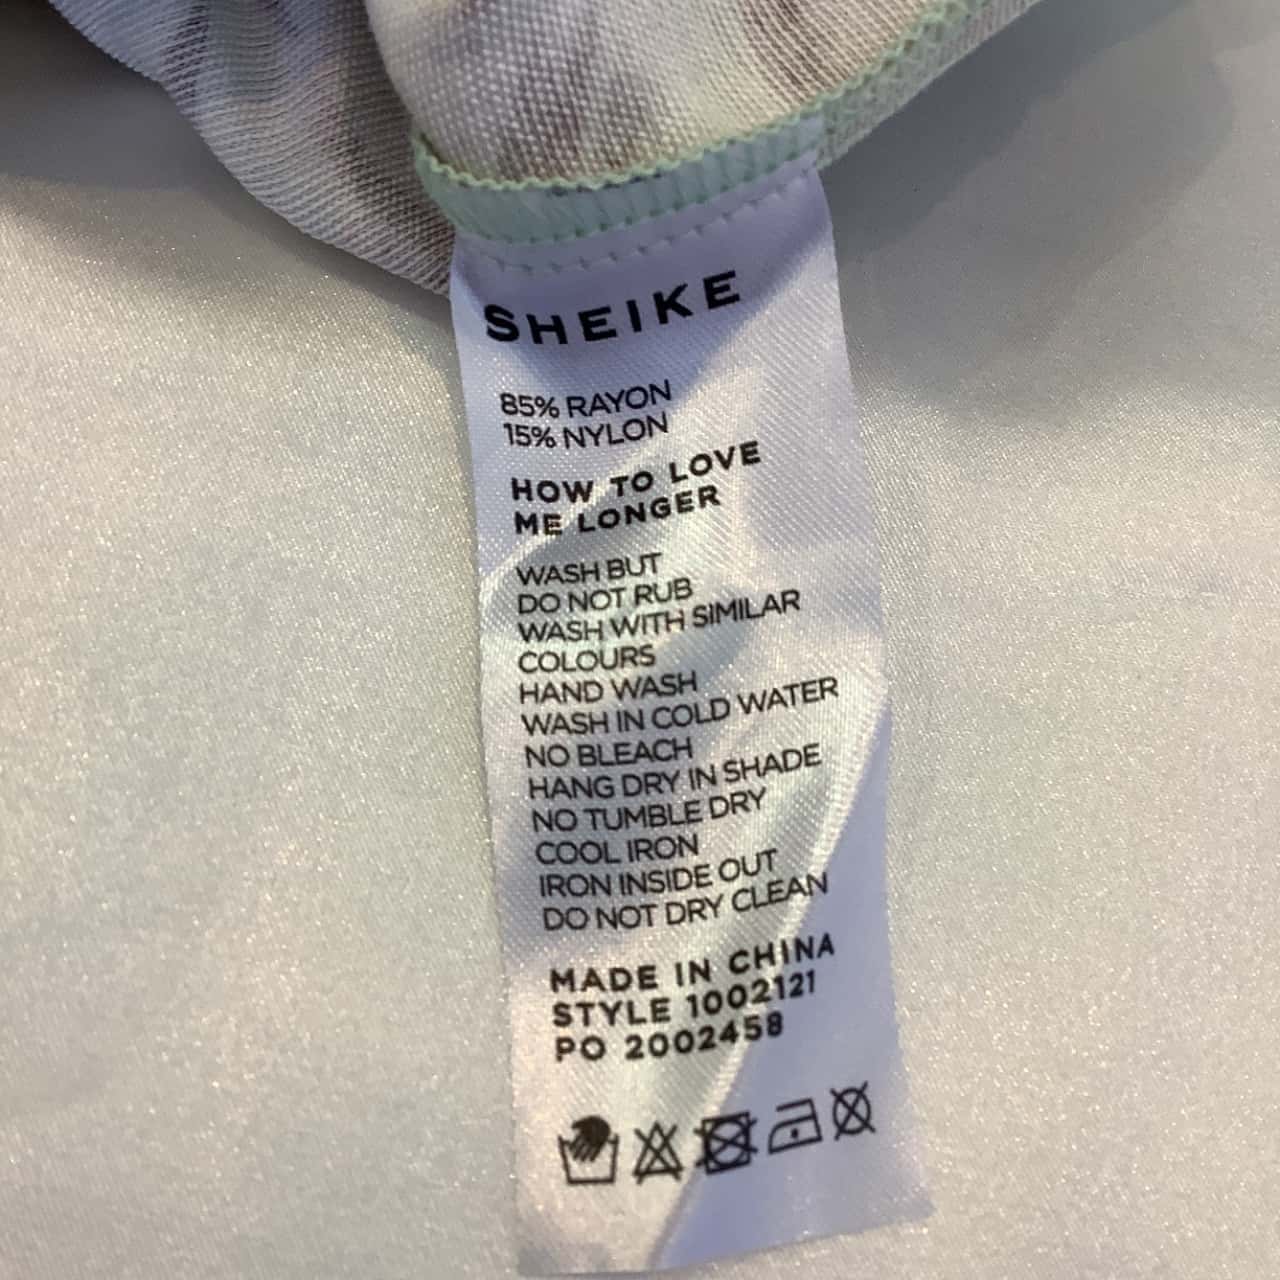 SHEIKE
85% RAYON
15% NYLON
HOW TO LOVE
ME LONGER
WASH BUT
DO NOT RUB
WASH WITH SIMILAR
COLOURS
HAND WASH
WASH IN COLD WATER
NO BLEACH
HANG DRY IN SHADE
NO TUMBLE DRY
COOL IRON
IRON INSIDE OUT
DO NOT DRY CLEAN
MADE IN CHINA
STYLE 1002121
PO 2002458